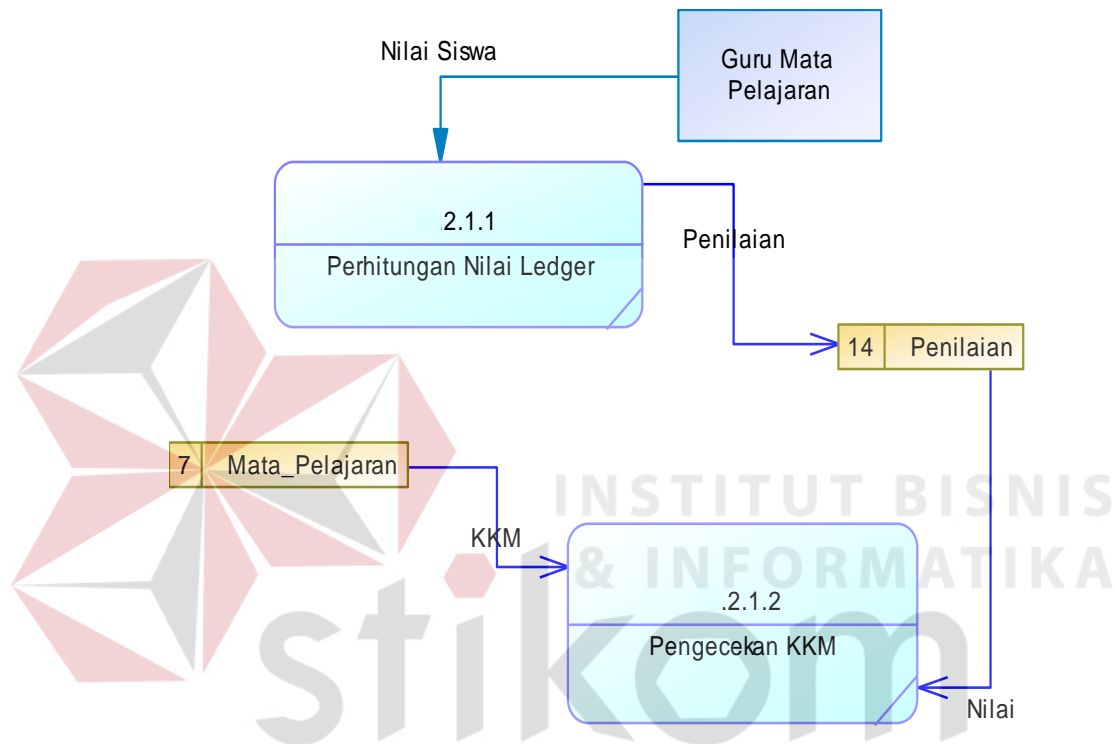 Nilai Siswa
Guru Mata
Pelajaran
.2.1.1
Perhitungan Nilai Ledger
Penilaian
14 Penilaian
7 Mata_Pelajaran
KKM
INSTITUT BISNIS
& INFORMATIKA
stikom
.2.1.2
Pengecekan KKM
Nilai